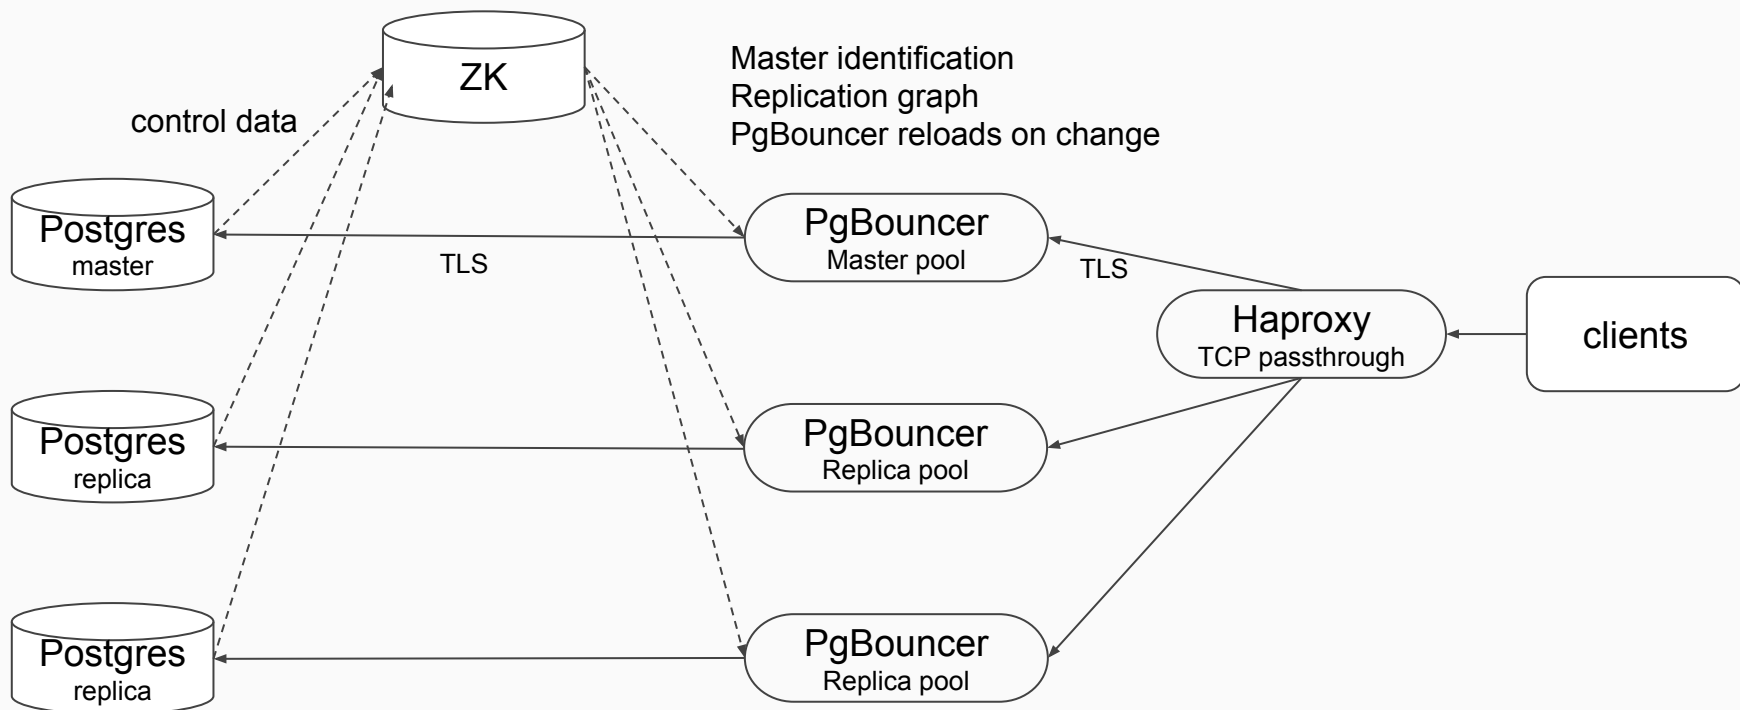 ZK
Master identification
Replication graph
PgBouncer reloads on change
control data
Postgres
master
TLS
PgBouncer
Master pool
TLS
Haproxy
TCP passthrough
clients
Postgres
replica
PgBouncer
Replica pool
Postgres
replica
PgBouncer
Replica pool